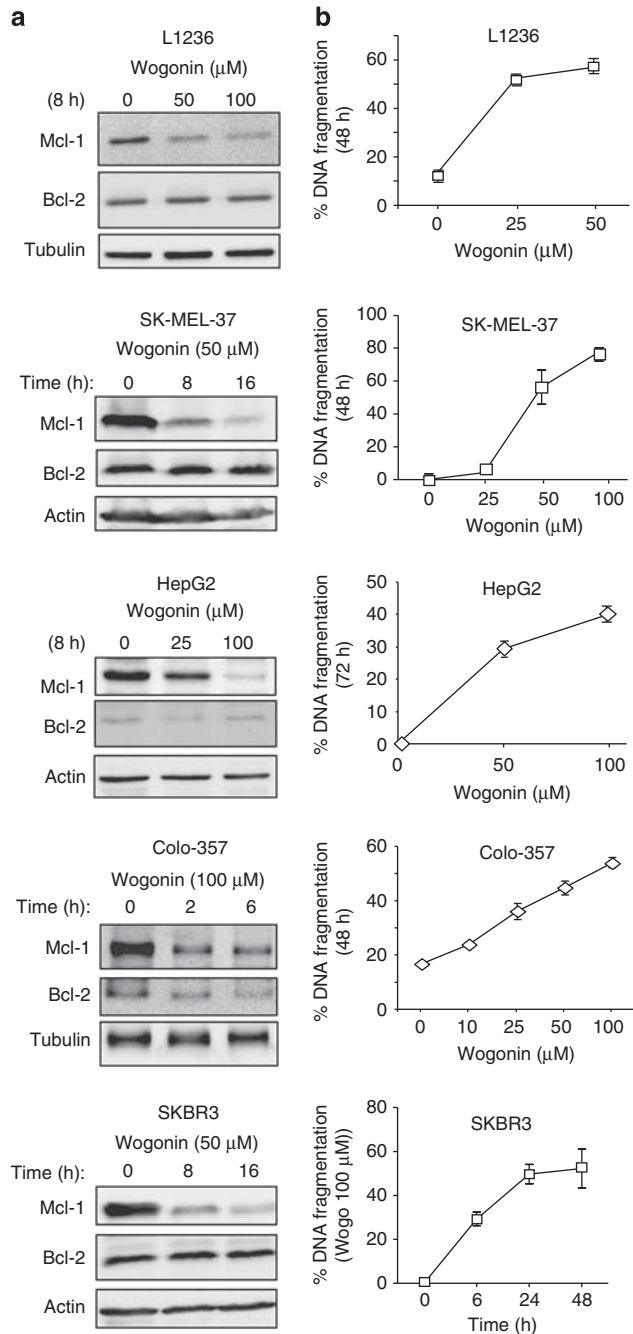 a
L1236
Wogonin (μM)
(8 h) 0 50 100
Mcl-1
Bcl-2
Tubulin
SK-MEL-37
Wogonin (50 μM)
Time (h): 0 8 16
Mcl-1
Bcl-2
Actin
HepG2
Wogonin (μM)
(8 h) 0 25 100
Mcl-1
Bcl-2
Actin
Colo-357
Wogonin (100 μM)
Time (h): 0 2 6
Mcl-1
Bcl-2
Tubulin
SKBR3
Wogonin (50 μM)
Time (h): 0 8 16
Mcl-1
Bcl-2
Actin
b
L1236
% DNA fragmentation
(48 h)
60
40
20
0
0 25 50
Wogonin (μM)
SK-MEL-37
% DNA fragmentation
(48 h)
100
80
60
40
20
0
0 25 50 100
Wogonin (μM)
HepG2
% DNA fragmentation
(72 h)
50
40
30
20
10
0
0 50 100
Wogonin (μM)
Colo-357
% DNA fragmentation
(48 h)
60
40
20
0
0 10 25 50 100
Wogonin (μM)
SKBR3
% DNA fragmentation
(Wogo 100 μM))
80
60
40
20
0
0 6 24 48
Time (h)